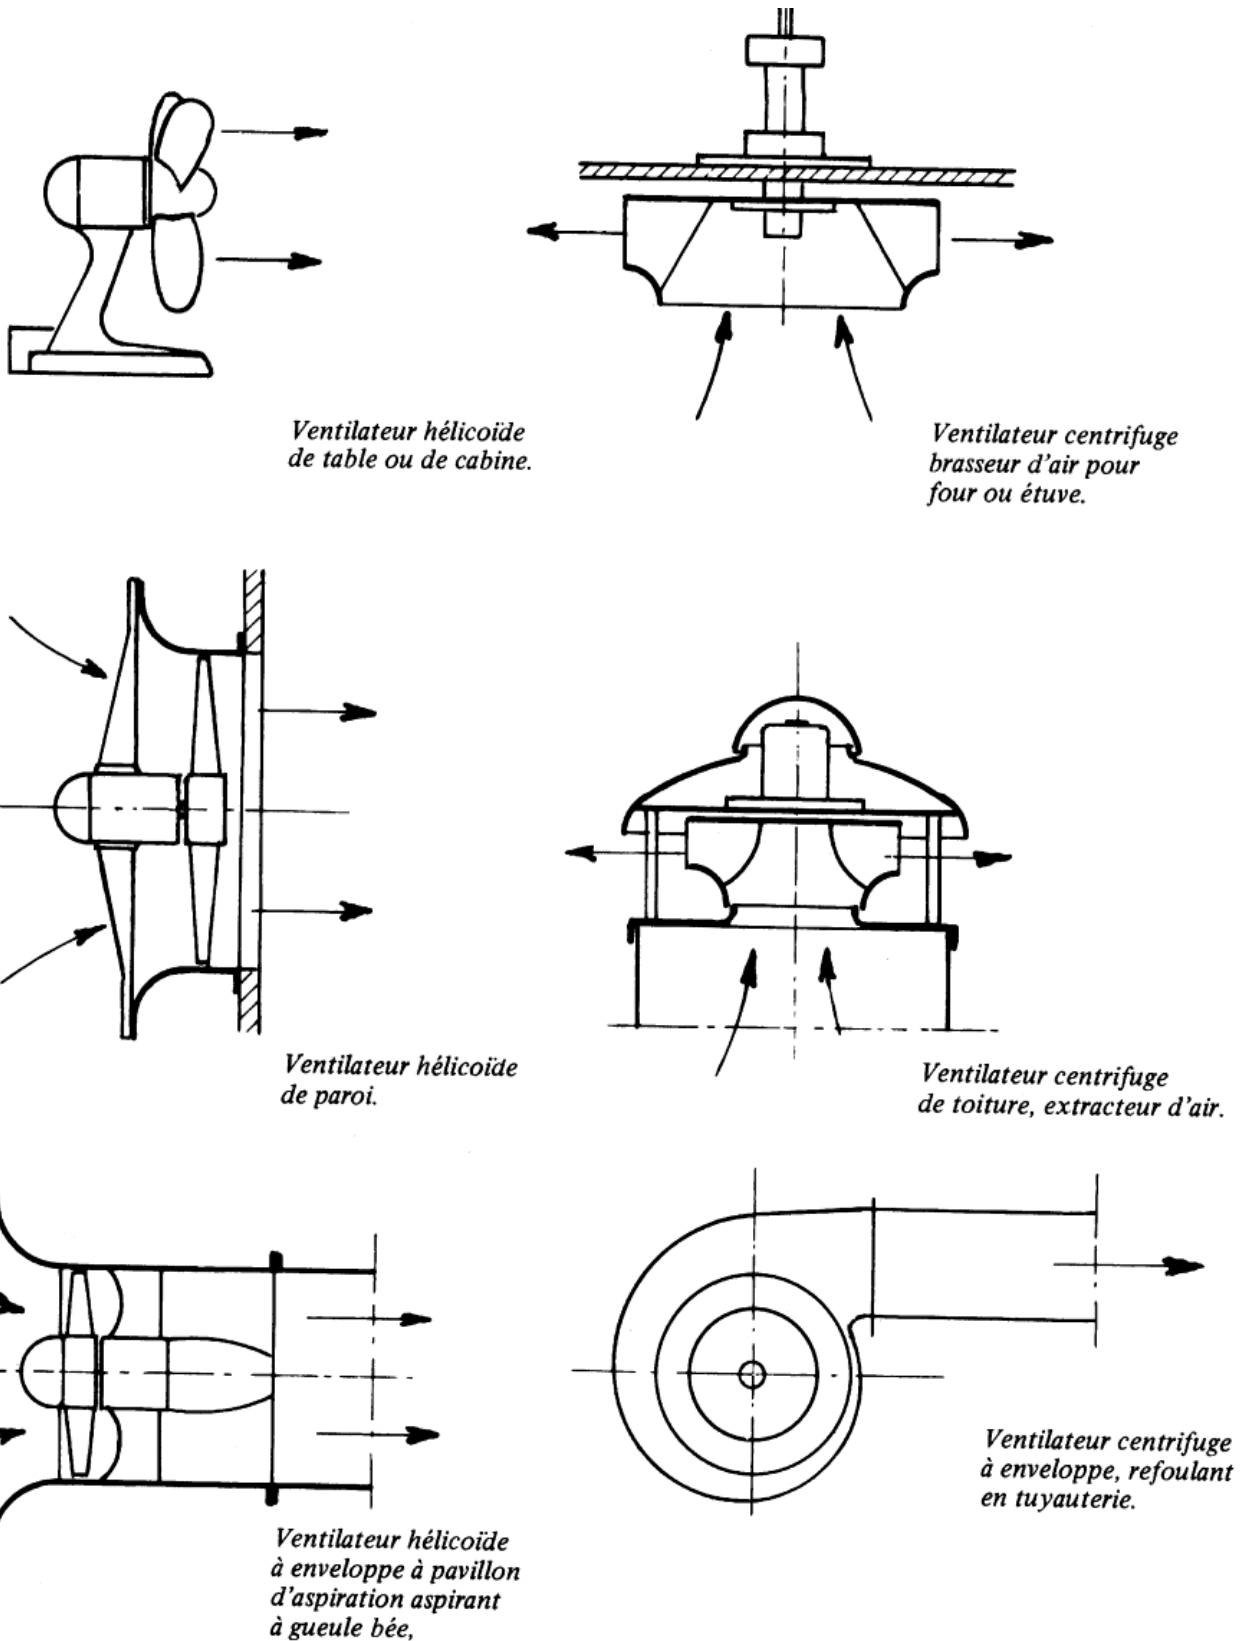 Ventilateur hélicoïde
de table ou de cabine.
Ventilateur centrifuge
brasseur d'air pour
four ou étuve.
Ventilateur hélicoïde
de paroi.
Ventilateur centrifuge
de toiture, extracteur d'air.
Ventilateur hélicoïde
à enveloppe à pavillon
d'aspiration aspirant
à gueule bée,
Ventilateur centrifuge
à enveloppe, refoulant
en tuyauterie.